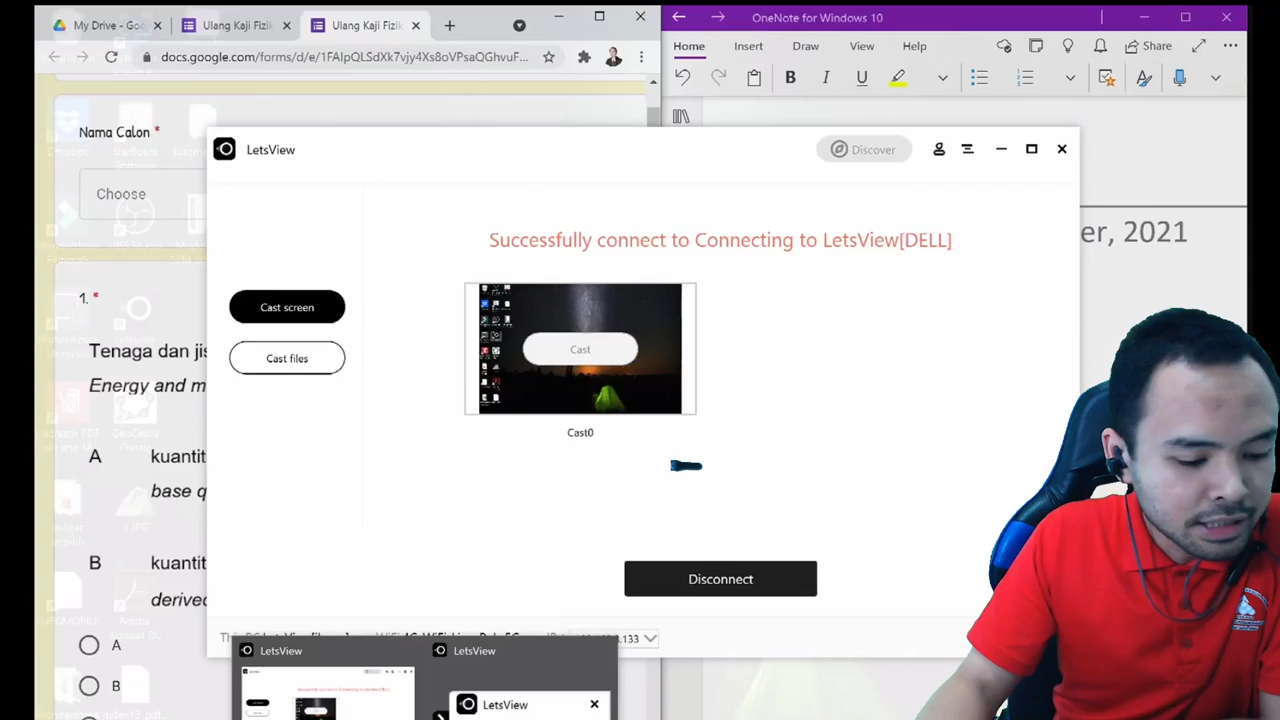 My Drive - Goo
Ulang Kaji Fizik
Ulang Kaji Fizik
OneNote for Windows 10
docs.google.com/forms/d/e/1FAIpQLSdXk7vjy4Xs8oVPsaQGhvuF...
Home
Insert
Draw
View
Help
Share
B
I
U
Nama Calon *
Choose
LetsView
Discover
er, 2021
Successfully connect to Connecting to LetsView[DELL]
Cast screen
Cast files
Cast
Cast0
1. *
Tenaga dan jis
Energy and m
A
kuantit
base q
B
kuantit
derived
A
B
Disconnect
.133
LetsView
LetsView
LetsView